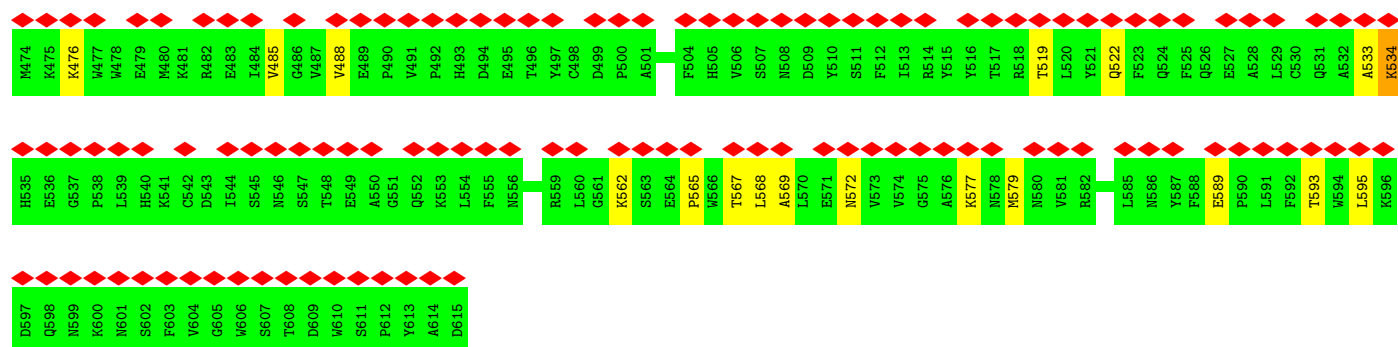 M474 K475 K476 W477 W478 E479 M480 K481 R482 E483 I484 V485 G486 V487 V488 E489 P490 V491 P492 H493 D494 E495 T496 Y497 C498 D499 P500 A501 F504 H505 V506 S507 N508 D509 Y510 S511 F512 I513 R514 Y515 Y516 T517 R518 T519 L520 Y521 Q522 F523 Q524 F525 Q526 E527 A528 L529 C530 Q531 A532 A533 K534
H535 E536 G537 P538 L539 H540 K541 C542 D543 I544 S545 N546 S547 T548 E549 A550 G551 Q552 K553 L554 F555 N556 R559 L560 G561 K562 S563 E564 P565 W566 T567 L568 A569 L570 E571 N572 V573 V574 G575 A576 K577 N578 M579 N580 V581 R582 L585 N586 Y587 F588 E589 P590 L591 F592 T593 W594 L595 K596
D597 Q598 N599 K600 N601 S602 F603 V604 G605 W606 S607 T608 D609 W610 S611 P612 Y613 A614 D615